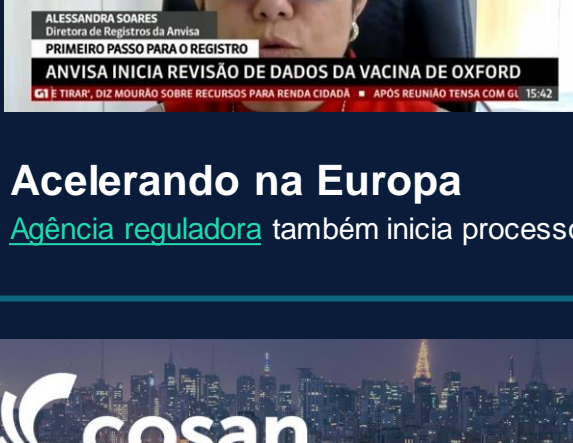 ALESSANDRA SOARES
Diretora de Registros da Anvisa
PRIMEIRO PASSO PARA O REGISTRO
ANVISA INICIA REVISÃO DE DADOS DA VACINA DE OXFORD
G1 E TIRAR', DIZ MOURÃO SOBRE RECURSOS PARA RENDA CIDADÃ ■ APÓS REUNIÃO TENSA COM 15:42
Acelerando na Europa
Agência reguladora também inicia processo
cosan